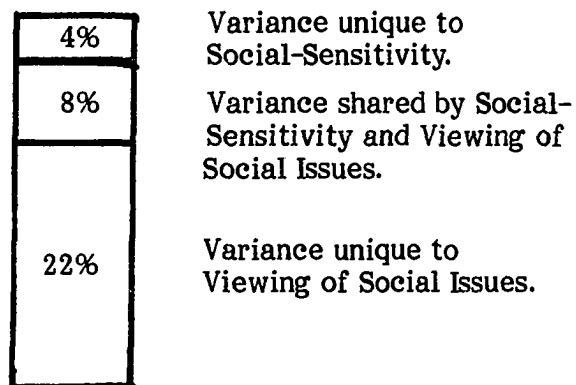 4%
Variance unique to
Social-Sensitivity.
8%
Variance shared by Social-
Sensitivity and Viewing of
Social Issues.
22%
Variance unique to
Viewing of Social Issues.